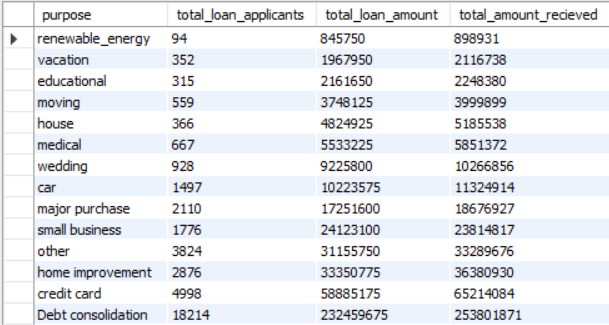 purpose total_loan_applicants total_loan_amount total_amount_recieved
renewable_energy 94 845750 898931
vacation 352 1967950 2116738
educational 315 2161650 2248380
moving 559 3748125 3999899
house 366 4824925 5185538
medical 667 5533225 5851372
wedding 928 9225800 10266856
car 1497 10223575 11324914
major purchase 2110 17251600 18676927
small business 1776 24123100 23814817
other 3824 31155750 33289676
home improvement 2876 33350775 36380930
credit card 4998 58885175 65214084
Debt consolidation 18214 232459675 253801871